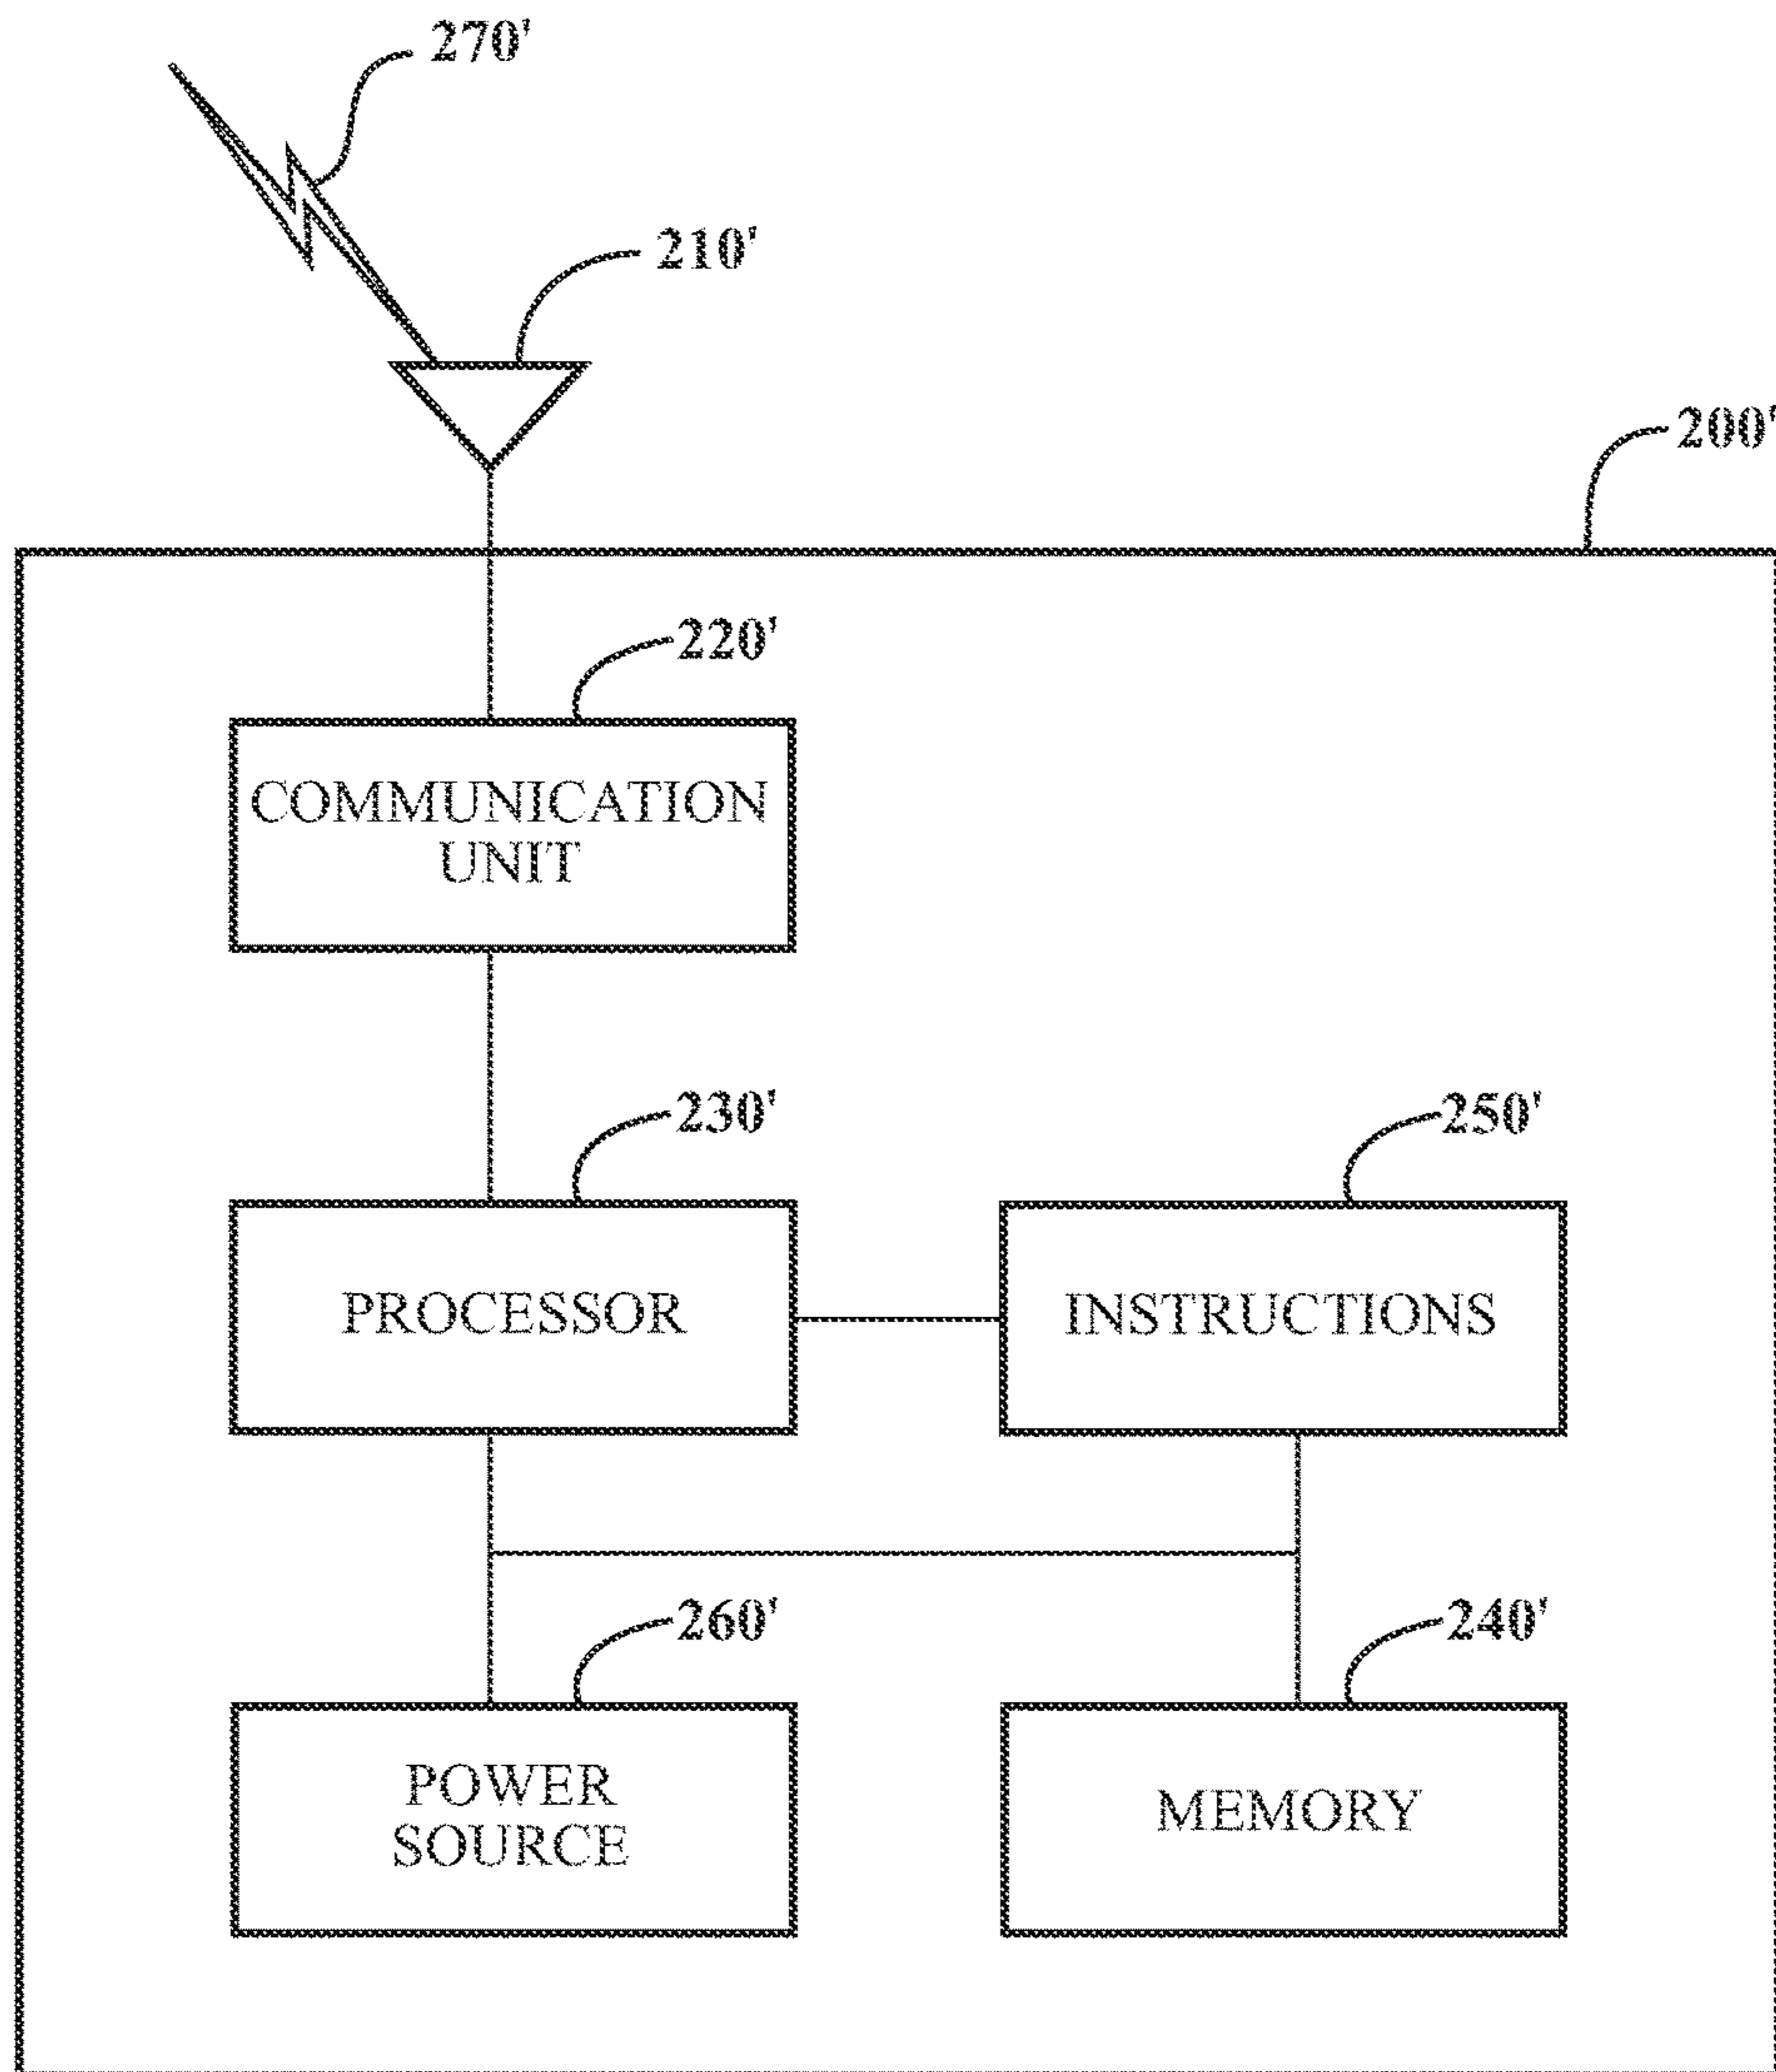 270'
210'
200'
220'
COMMUNICATION
UNIT
230'
250'
PROCESSOR
INSTRUCTIONS
260'
240'
POWER
SOURCE
MEMORY